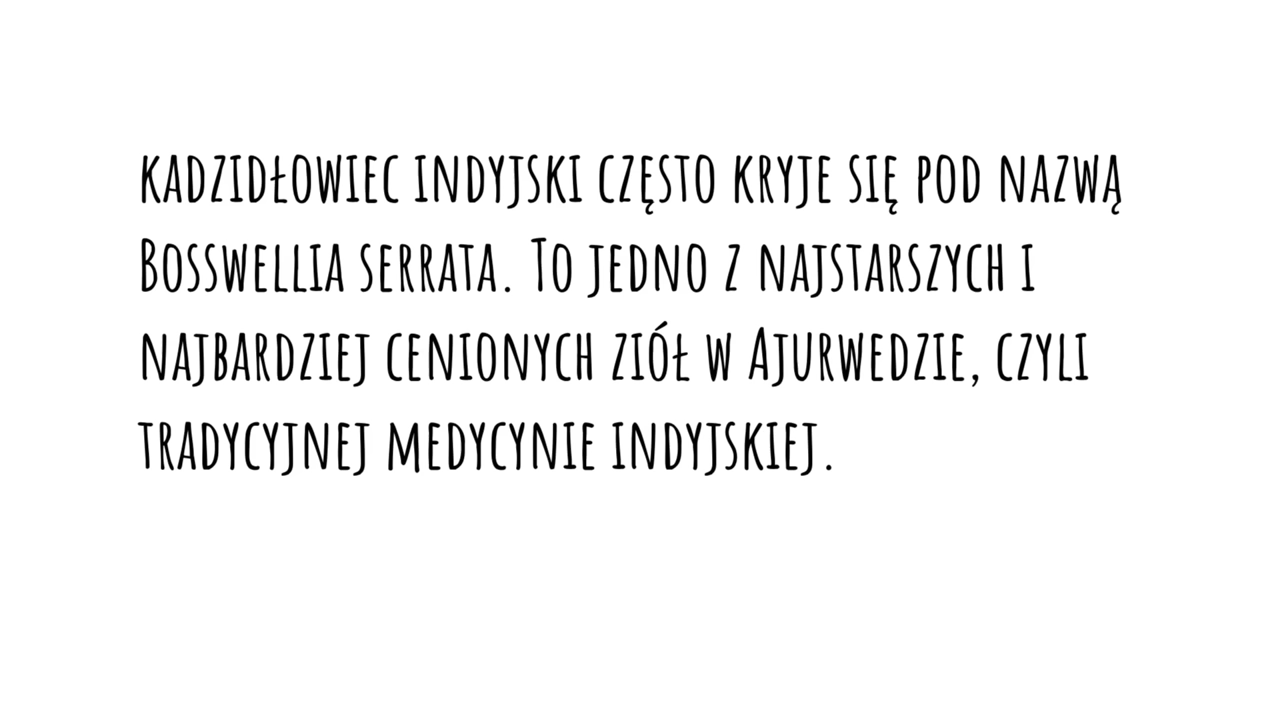 kadzidłowiec indyjski często kryje się pod nazwą
Bosswellia serrata. To jedno z najstarszych i
najbardziej cenionych ziół w Ajurwedzie, czyli
tradycyjnej medycynie indyjskiej.